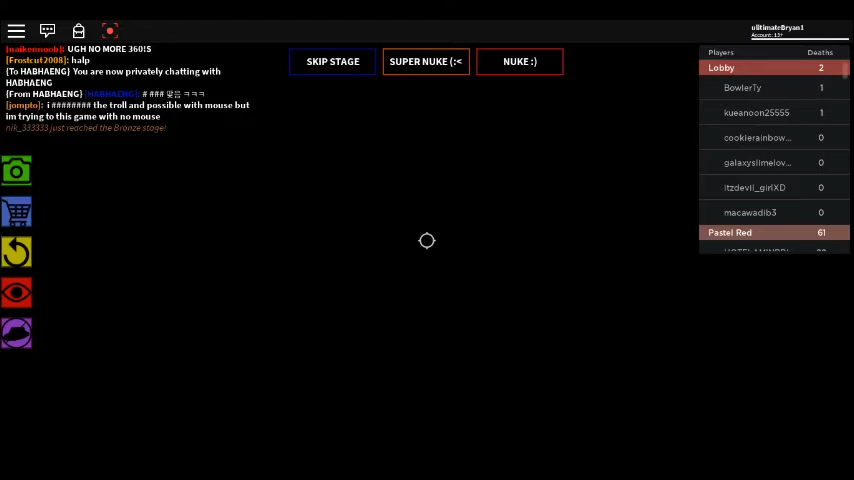 ulitimateBryan1
Account: 13+
[naikennoob]: UGH NO MORE 360!S
[Frostcut2008]: halp
{To HABHAENG} You are now privately chatting with
HABHAENG
{From HABHAENG} [HABHAENG]: # ### 맞음 ㅋㅋㅋ
[jompto]: i ######## the troll and possible with mouse but
im trying to this game with no mouse
nik_333333 just reached the Bronze stage!
SKIP STAGE
SUPER NUKE (:<
NUKE :)
Players Deaths
Lobby 2
BowlerTy 1
kueanoon25555 1
cookierainbow... 0
galaxyslimelov... 0
itzdevil_girlXD 0
macawadib3 0
Pastel Red 61